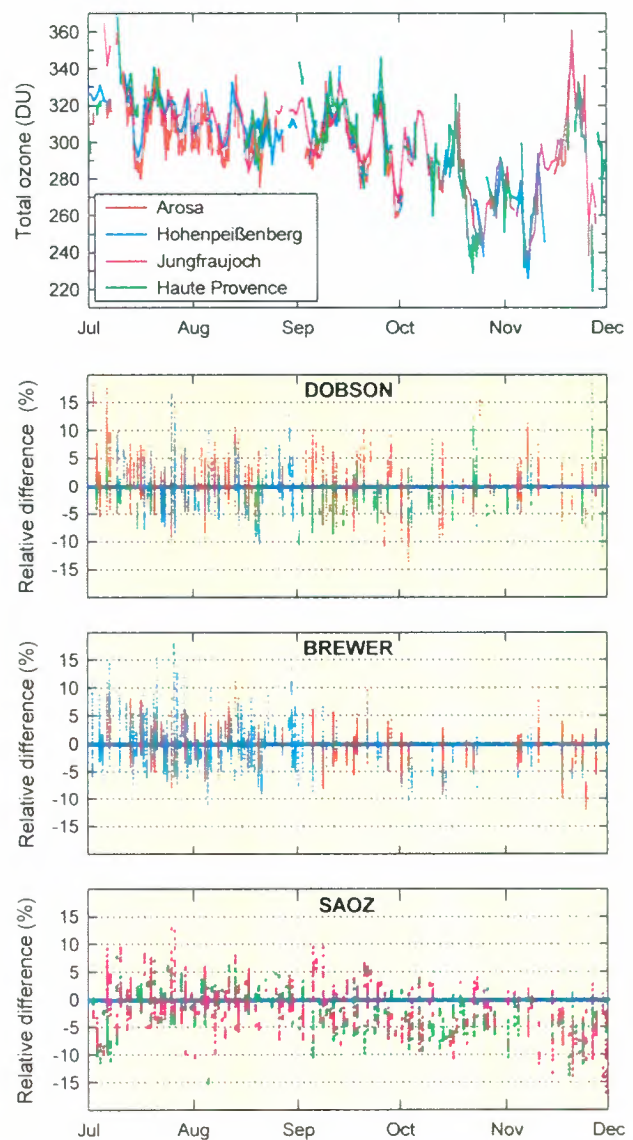 360
340
320
300
280
260
240
220
Total ozone (DU)
Arosa
Hohenpeißenberg
Jungfraujoch
Haute Provence
Jul Aug Sep Oct Nov Dec
DOBSON
Relative difference (%)
15
10
5
0
-5
-10
-15
BREWER
Relative difference (%)
15
10
5
0
-5
-10
-15
SAOZ
Relative difference (%)
15
10
5
0
-5
-10
-15
Jul Aug Sep Oct Nov Dec